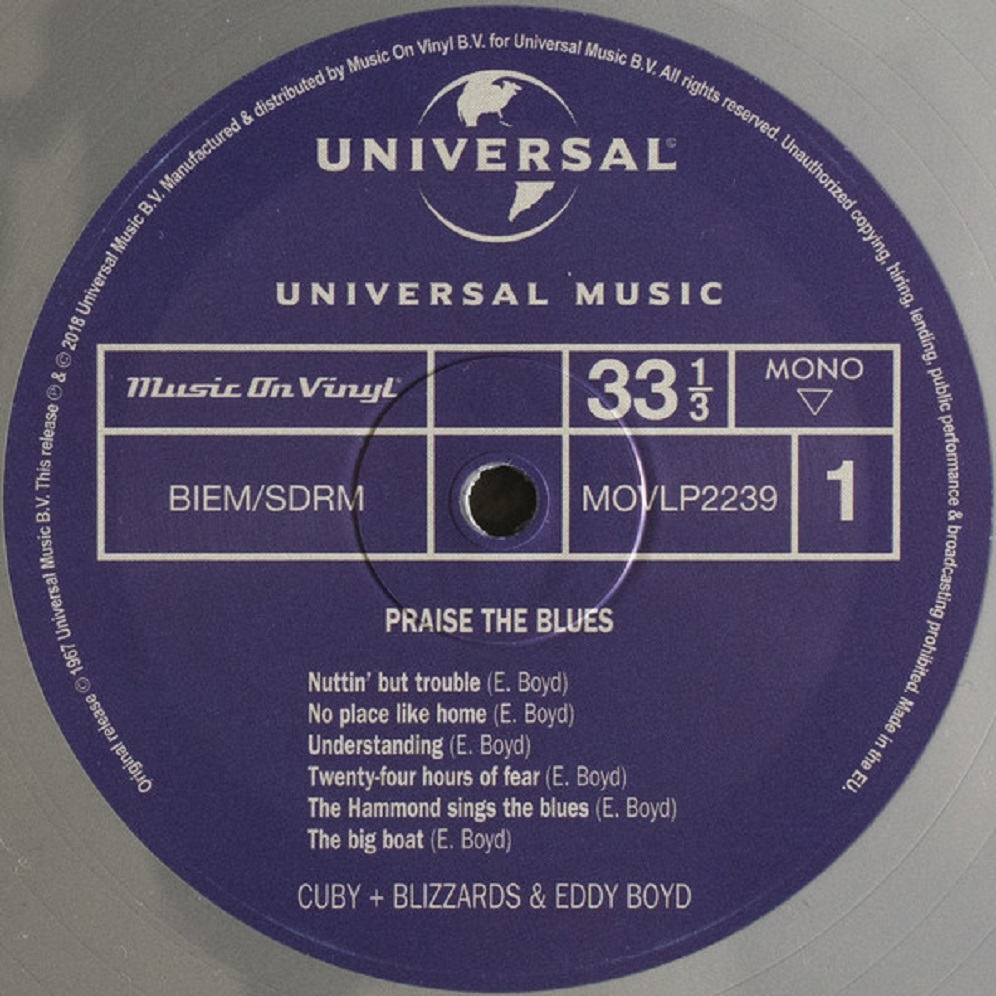 Original release © 1967 Universal Music B.V. This release ℗ & © 2018 Universal Music B.V. Manufactured & distributed by Music On Vinyl B.V. for Universal Music B.V. All rights reserved. Unauthorized copying, hiring, lending, public performance & broadcasting prohibited. Made in the EU.
UNIVERSAL©
UNIVERSAL MUSIC
Music On Vinyl
33 1/3
MONO
BIEM/SDRM
MOVLP2239
1
PRAISE THE BLUES
Nuttin' but trouble (E. Boyd)
No place like home (E. Boyd)
Understanding (E. Boyd)
Twenty-four hours of fear (E. Boyd)
The Hammond sings the blues (E. Boyd)
The big boat (E. Boyd)
CUBY + BLIZZARDS & EDDY BOYD